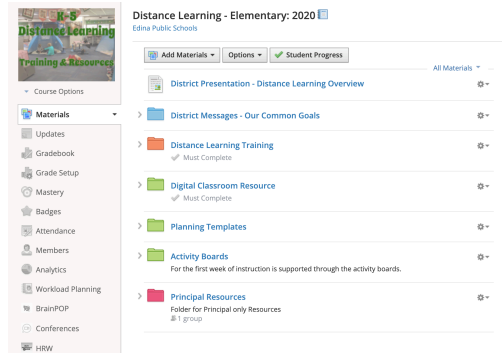 K-5
Distance Learning
Training & Resources
Course Options
Materials
Updates
Gradebook
Grade Setup
Mastery
Badges
Attendance
Members
Analytics
Workload Planning
BrainPOP
Conferences
HRW
Distance Learning - Elementary: 2020
Edina Public Schools
Add Materials Options Student Progress
All Materials
District Presentation - Distance Learning Overview
District Messages - Our Common Goals
Distance Learning Training
Must Complete
Digital Classroom Resource
Must Complete
Planning Templates
Activity Boards
For the first week of instruction is supported through the activity boards.
Principal Resources
Folder for Principal only Resources
1 group